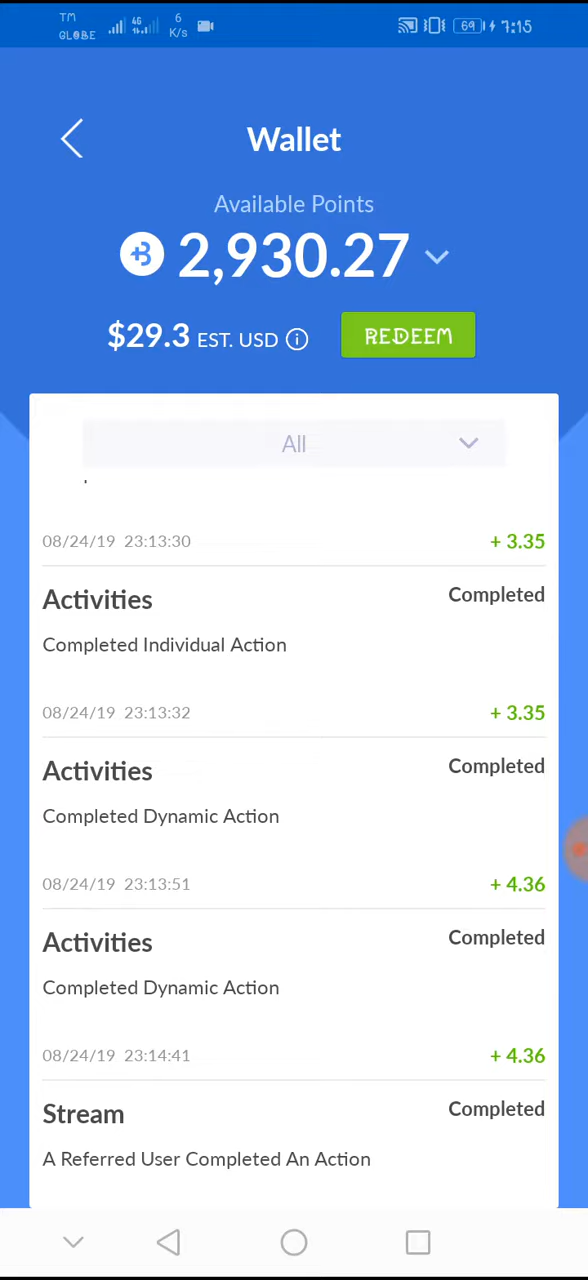 TM
GLOBE
4G
6
K/s
69
7:15
Wallet
Available Points
2,930.27
$29.3 EST. USD
REDEEM
All
08/24/19 23:13:30
+ 3.35
Activities
Completed
Completed Individual Action
08/24/19 23:13:32
+ 3.35
Activities
Completed
Completed Dynamic Action
08/24/19 23:13:51
+ 4.36
Activities
Completed
Completed Dynamic Action
08/24/19 23:14:41
+ 4.36
Stream
Completed
A Referred User Completed An Action